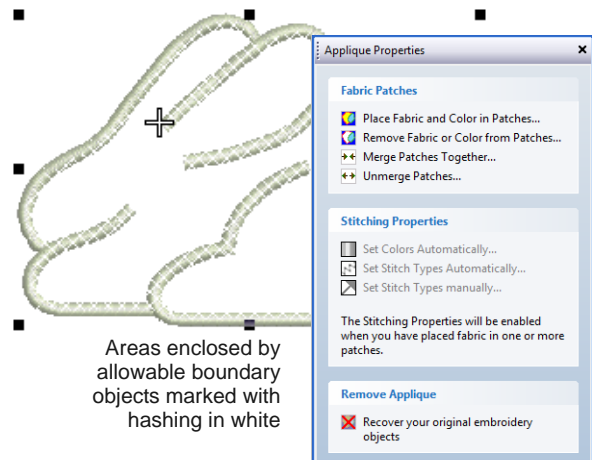 Applique Properties
Fabric Patches
Place Fabric and Color in Patches...
Remove Fabric or Color from Patches...
Merge Patches Together...
Unmerge Patches...
Stitching Properties
Set Colors Automatically...
Set Stitch Types Automatically...
Set Stitch Types manually...
The Stitching Properties will be enabled
when you have placed fabric in one or more
patches.
Remove Applique
Recover your original embroidery
objects
Areas enclosed by
allowable boundary
objects marked with
hashing in white